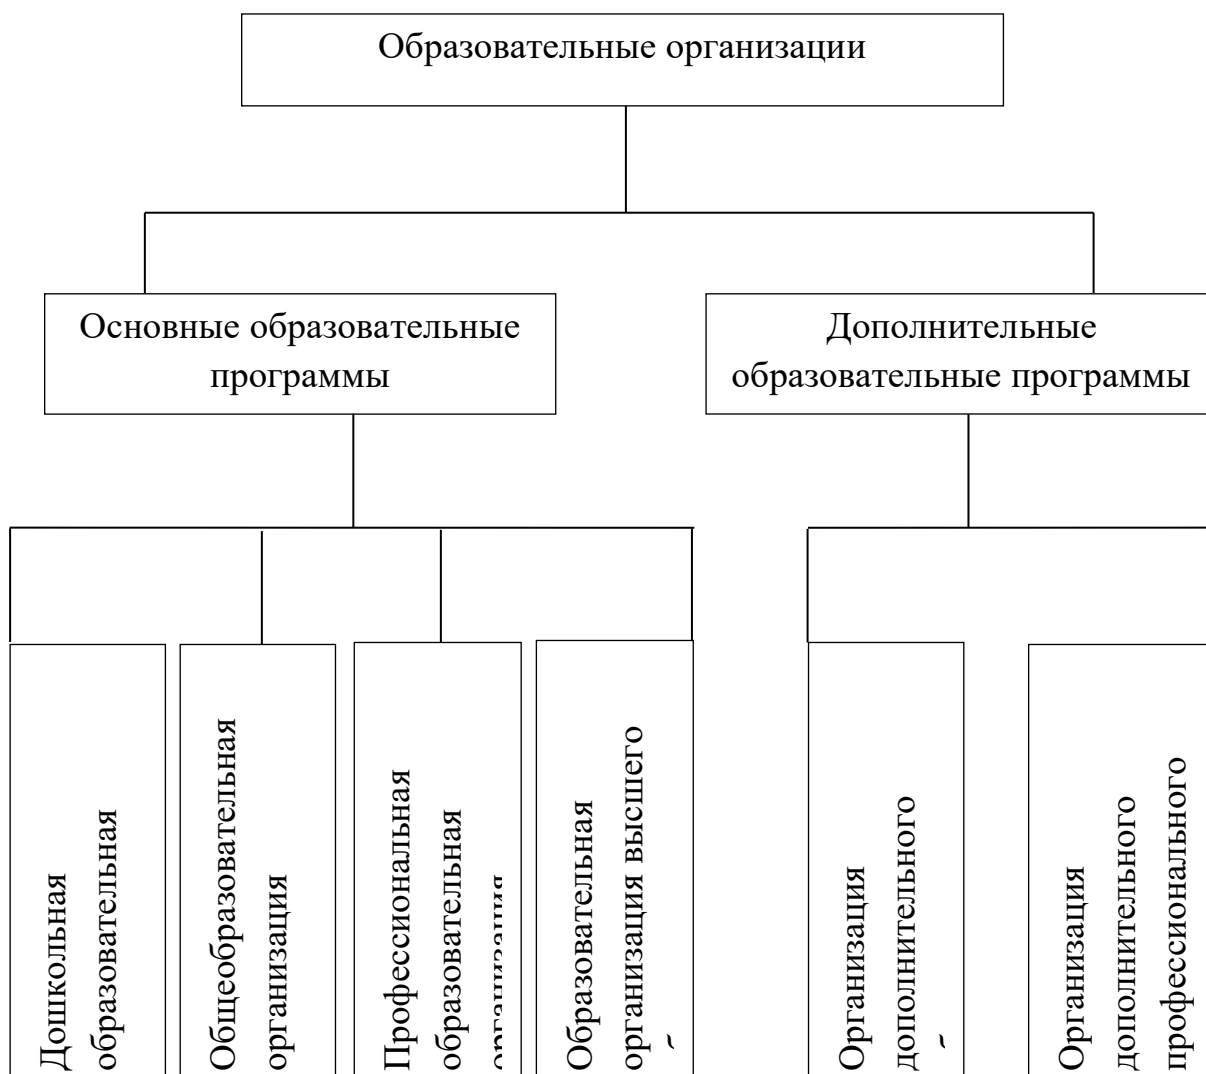 Образовательные организации
Основные образовательные
программы
Дополнительные
образовательные программы
Дошкольная
образовательная
Общеобразовательная
организация
Профессиональная
образовательная
организация
Образовательная
организация высшего
Организация
дополнительного
Организация
дополнительного
профессионального